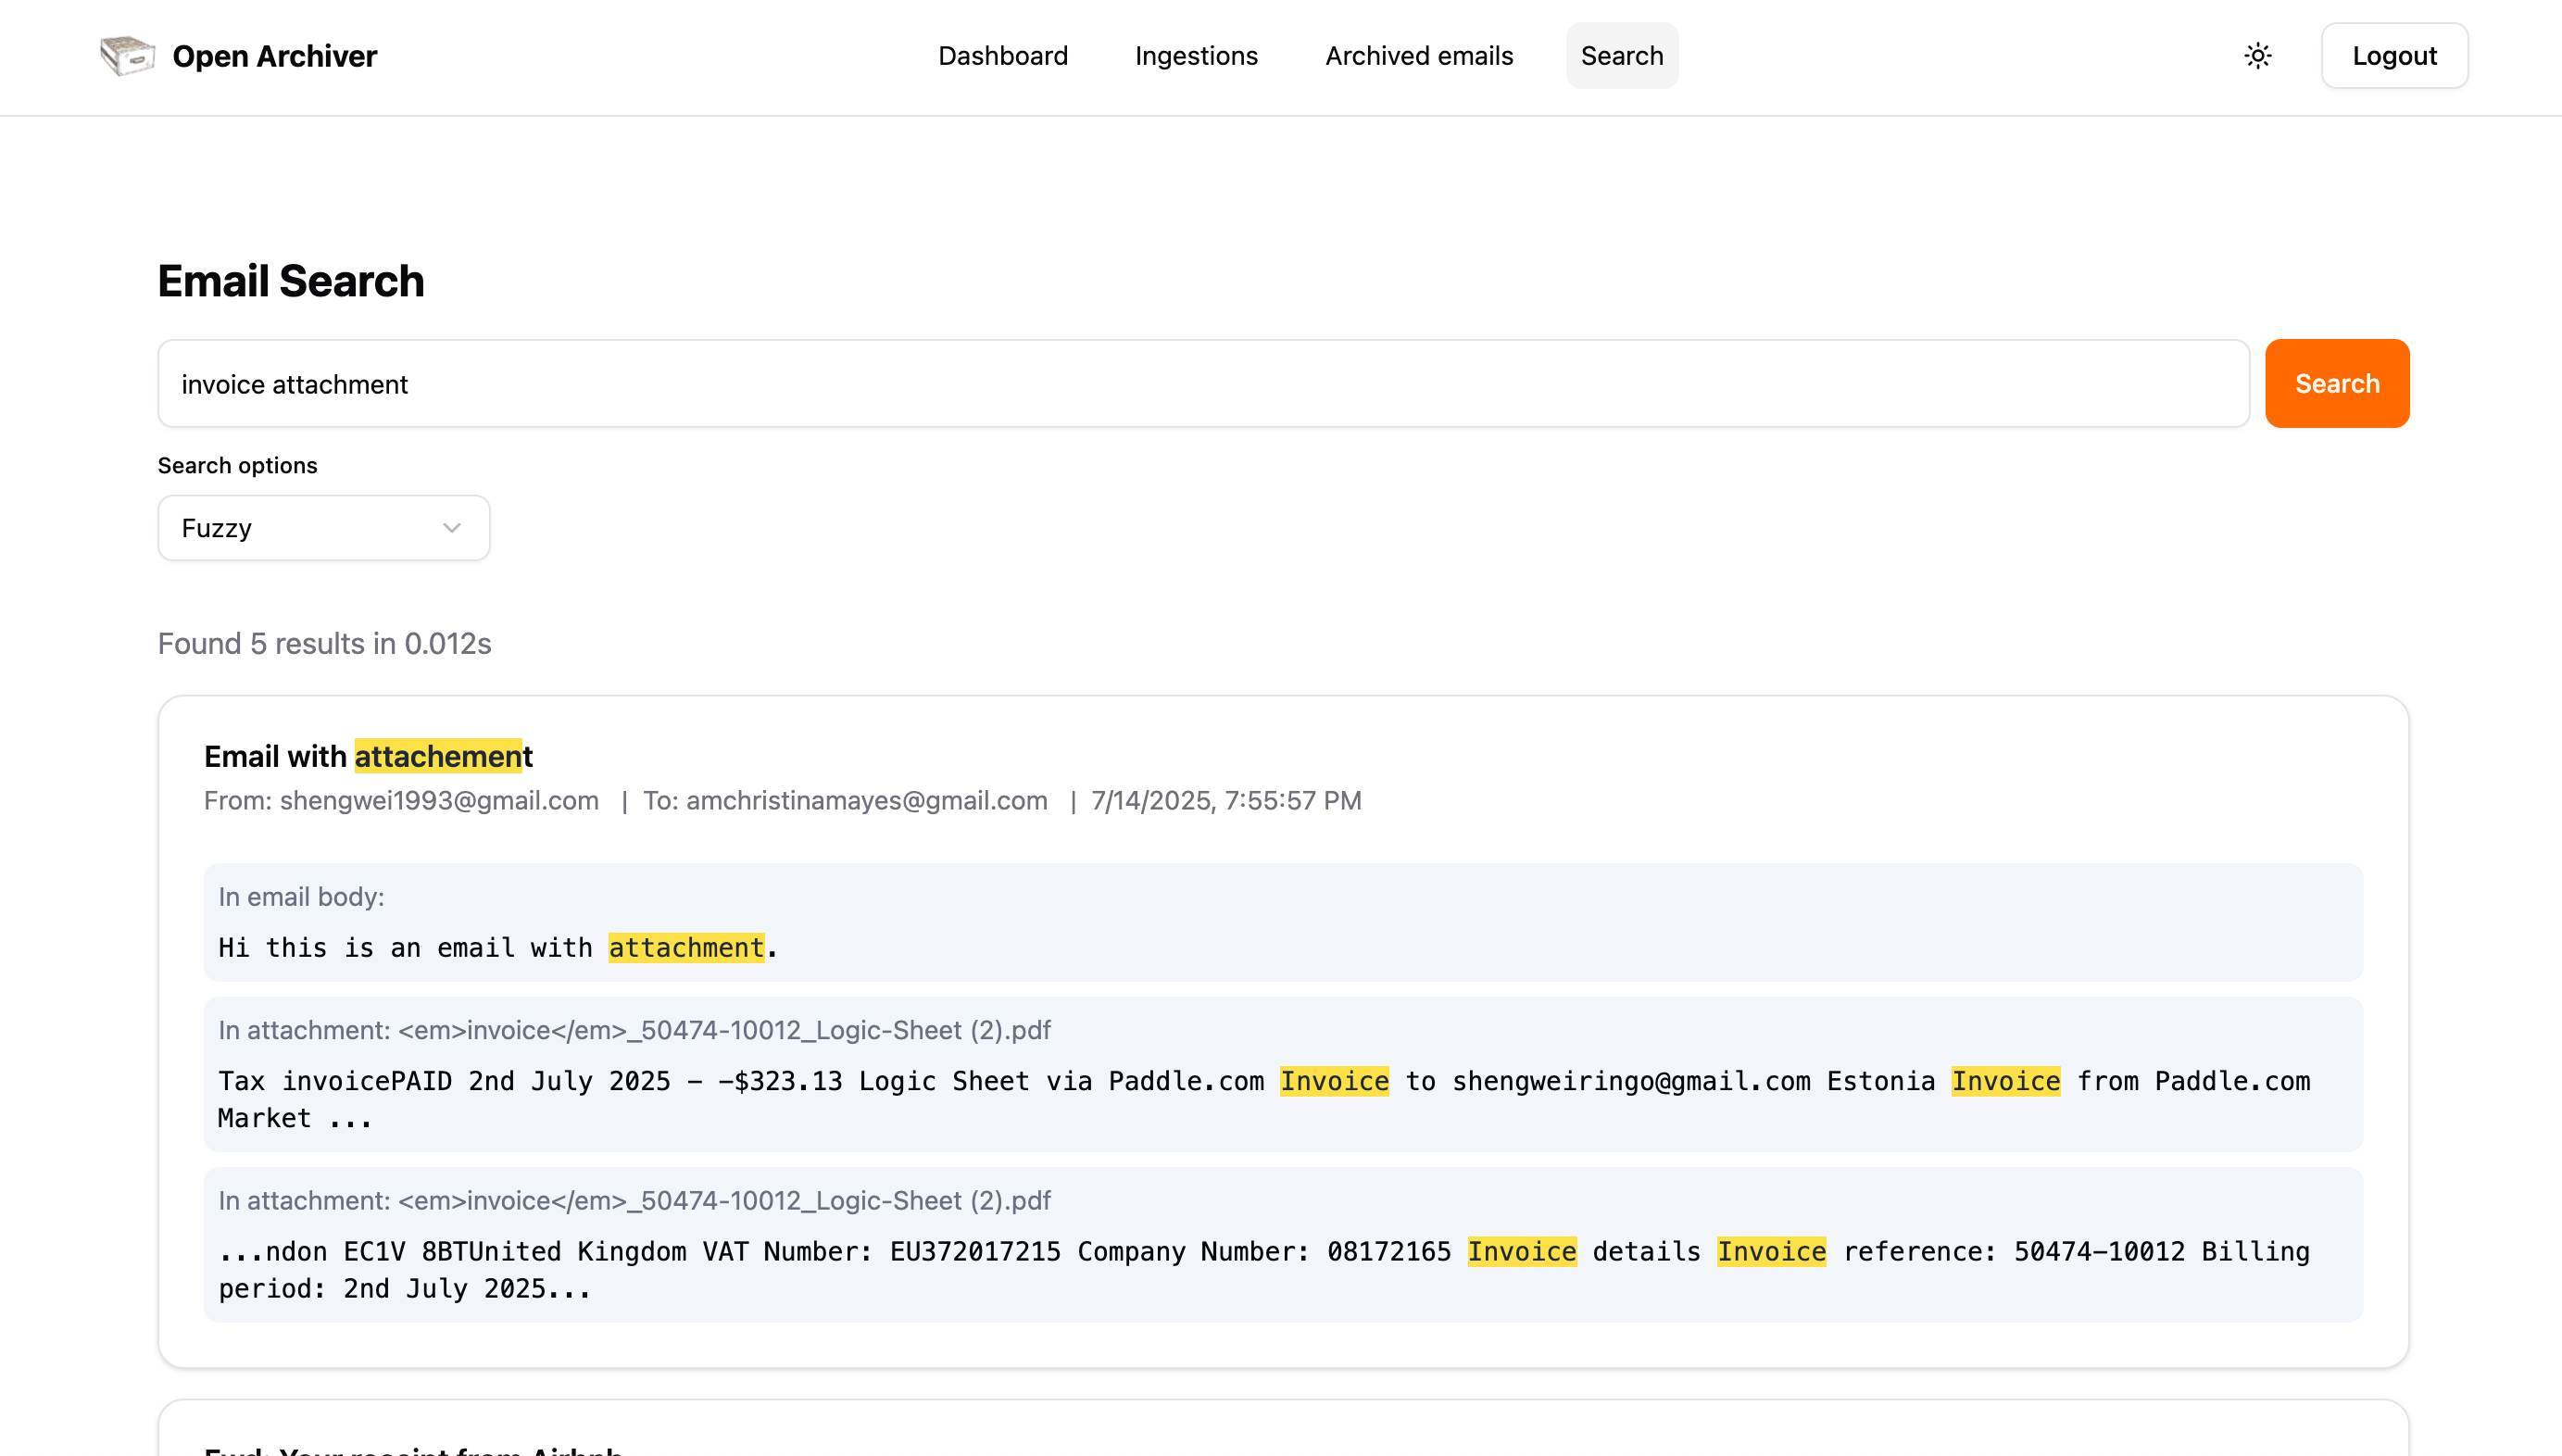 Open Archiver
Dashboard
Ingestions
Archived emails
Search
Logout
Email Search
invoice attachment
Search
Search options
Fuzzy
Found 5 results in 0.012s
Email with attachement
From: shengwei1993@gmail.com | To: amchristinamayes@gmail.com | 7/14/2025, 7:55:57 PM
In email body:
Hi this is an email with attachment.
In attachment: <em>invoice</em>_50474-10012_Logic-Sheet (2).pdf
Tax invoicePAID 2nd July 2025 - -$323.13 Logic Sheet via Paddle.com Invoice to shengweiringo@gmail.com Estonia Invoice from Paddle.com
Market ...
In attachment: <em>invoice</em>_50474-10012_Logic-Sheet (2).pdf
...ndon EC1V 8BTUnited Kingdom VAT Number: EU372017215 Company Number: 08172165 Invoice details Invoice reference: 50474-10012 Billing
period: 2nd July 2025...
Fwd: Your receipt from Airbnb